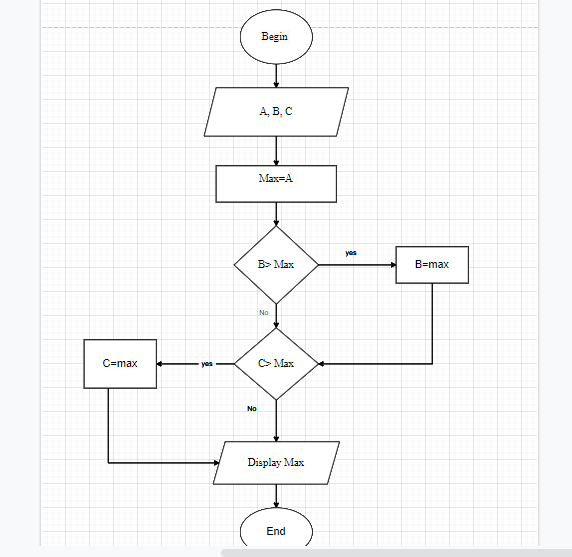 Begin
A, B, C
Max=A
B> Max
yes
B=max
No
C> Max
yes
C=max
No
Display Max
End